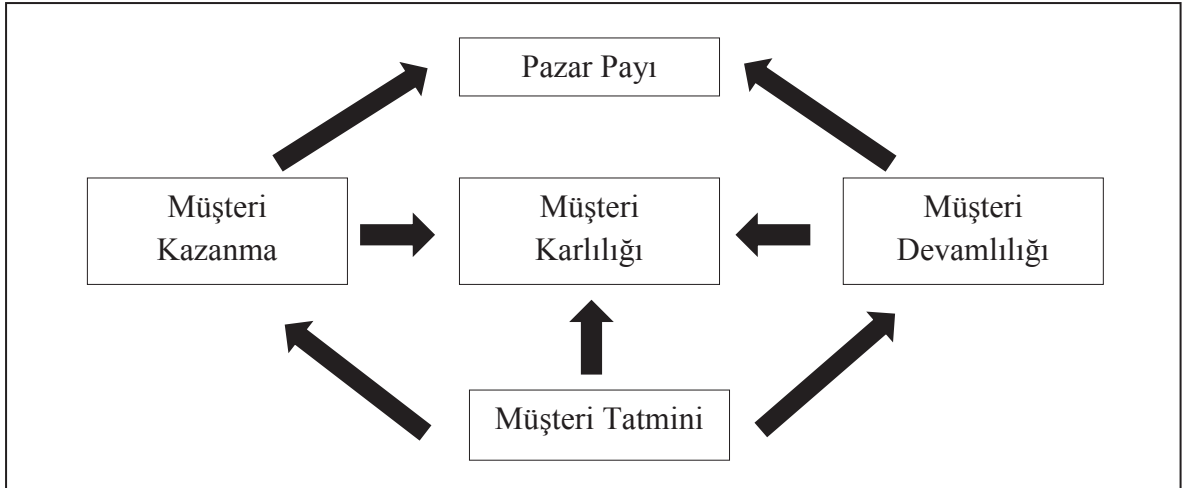 Pazar Payı
Müşteri
Kazanma
Müşteri
Karlılığı
Müşteri
Devamlılığı
Müşteri Tatmini